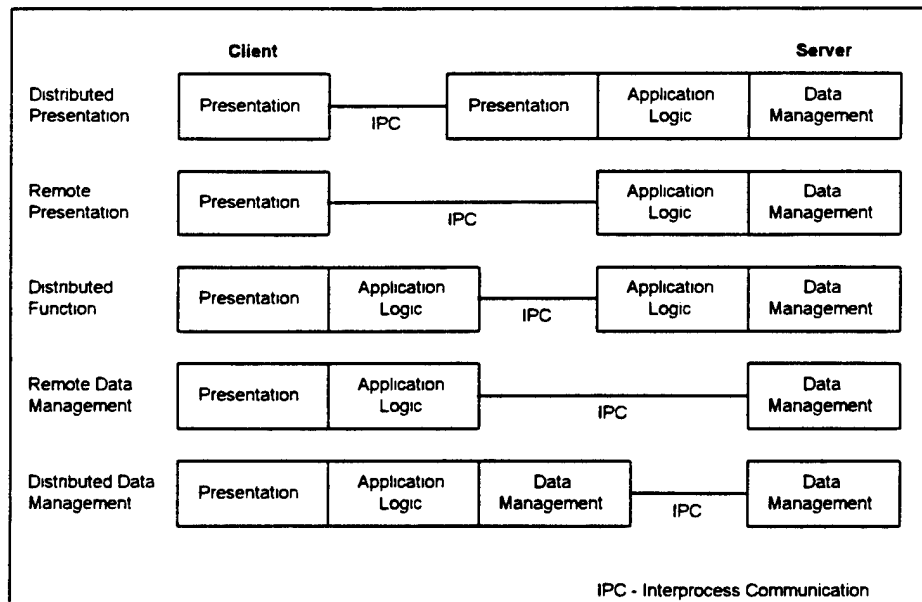 Client
Server
Distributed
Presentation
Presentation
IPC
Presentation
Application
Logic
Data
Management
Remote
Presentation
Presentation
IPC
Application
Logic
Data
Management
Distributed
Function
Presentation
Application
Logic
IPC
Application
Logic
Data
Management
Remote Data
Management
Presentation
Application
Logic
IPC
Data
Management
Distributed Data
Management
Presentation
Application
Logic
Data
Management
IPC
Data
Management
IPC - Interprocess Communication